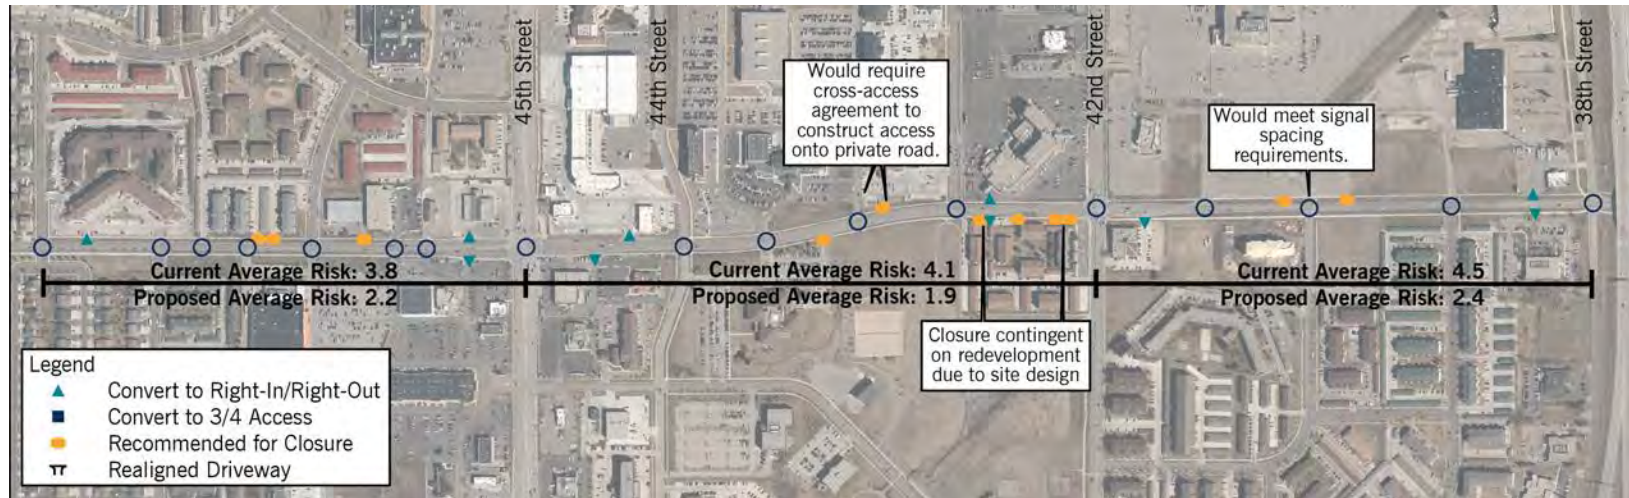 45th Street
44th Street
42nd Street
38th Street
Would require
cross-access
agreement to
construct access
onto private road.
Would meet signal
spacing
requirements.
Current Average Risk: 3.8
Proposed Average Risk: 2.2
Current Average Risk: 4.1
Proposed Average Risk: 1.9
Current Average Risk: 4.5
Proposed Average Risk: 2.4
Closure contingent
on redevelopment
due to site design
Legend
Convert to Right-In/Right-Out
Convert to 3/4 Access
Recommended for Closure
Realigned Driveway